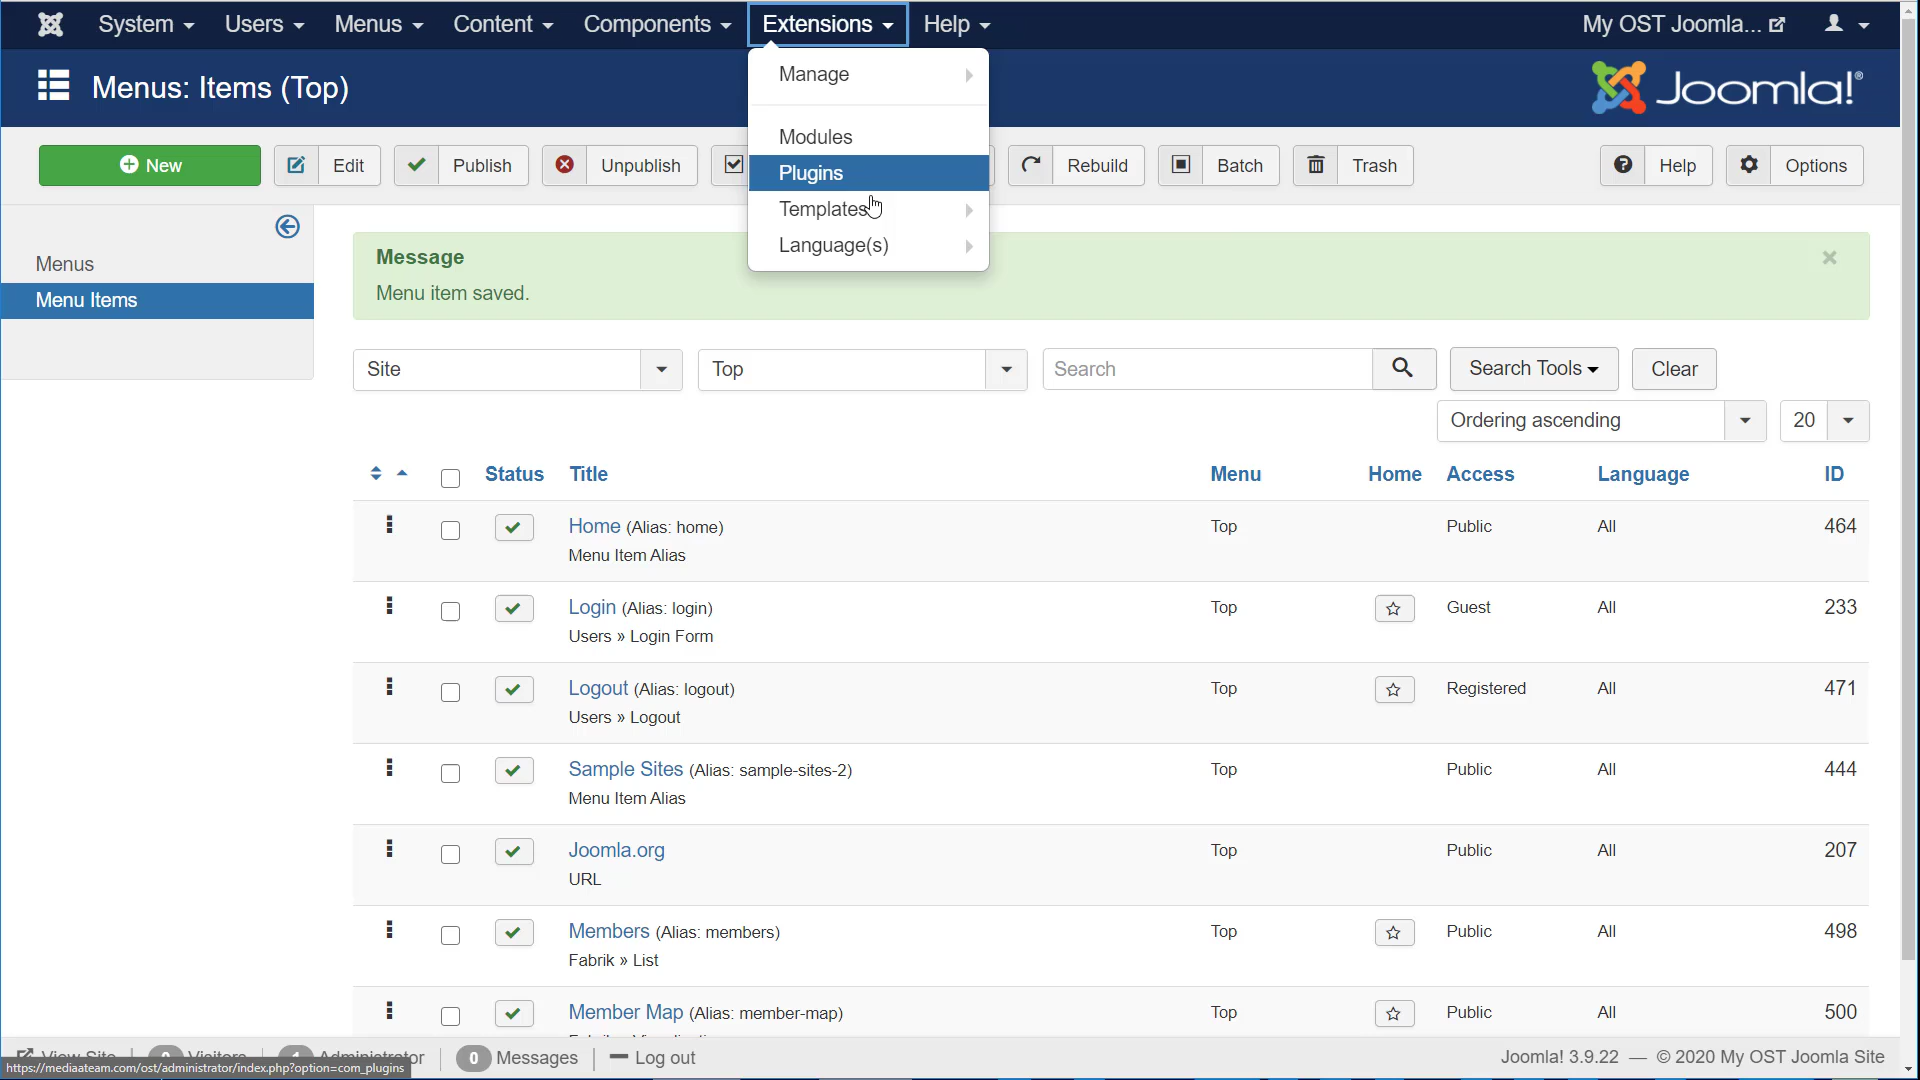 System Users Menus Content Components Extensions Help My OST Joomla...
Menus: Items (Top)
Joomla!®
Manage
Modules
Plugins
Templates
Language(s)
New Edit Publish Unpublish Rebuild Batch Trash Help Options
Menus
Menu Items
Message
Menu item saved.
Site Top Search Search Tools Clear
Ordering ascending 20
Status Title Menu Home Access Language ID
Home (Alias: home) Top Public All 464
Menu Item Alias
Login (Alias: login) Top Guest All 233
Users » Login Form
Logout (Alias: logout) Top Registered All 471
Users » Logout
Sample Sites (Alias: sample-sites-2) Top Public All 444
Menu Item Alias
Joomla.org Top Public All 207
URL
Members (Alias: members) Top Public All 498
Fabrik » List
Member Map (Alias: member-map) Top Public All 500
View Site Visitors Administrator 0 Messages Log out Joomla! 3.9.22 — © 2020 My OST Joomla Site
https://mediaateam.com/ost/administrator/index.php?option=com_plugins